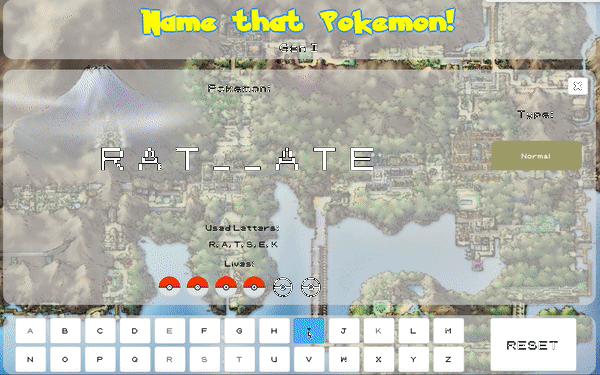 Name that Pokemon!
Gen I
Pokemon:
X
Type:
RAT__ATE
Normal
Used Letters:
R, A, T, S, E, K
Lives:
A B C D E F G H I J K L M
N O P Q R S T U V W X Y Z
RESET